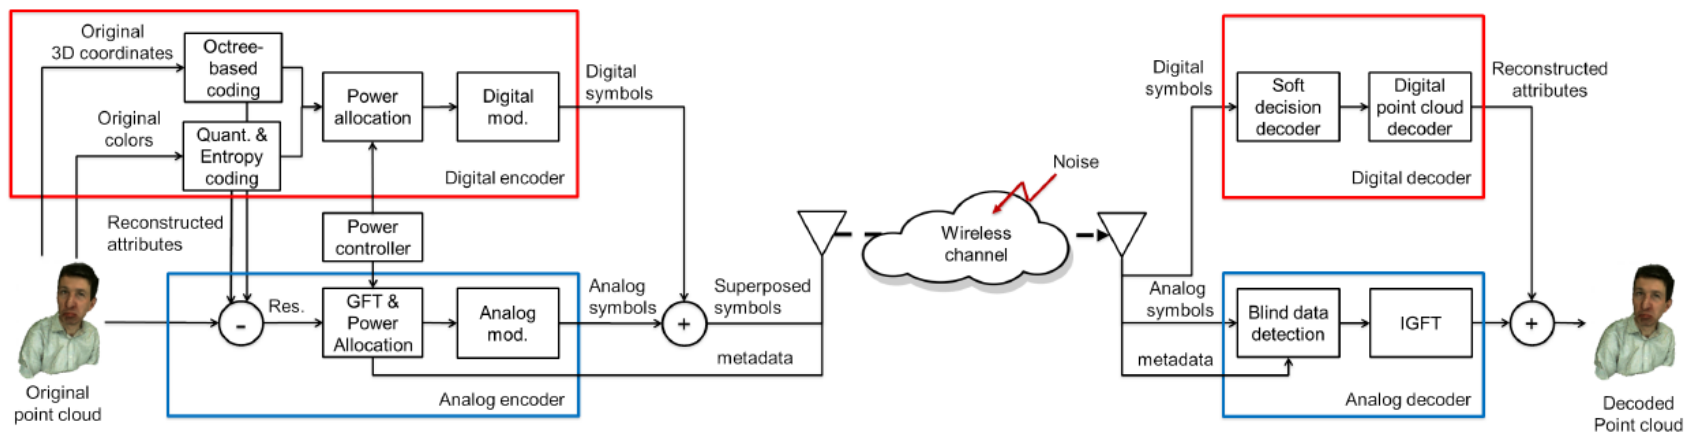 Original
3D coordinates
Octree-
based
coding
Original
colors
Quant. &
Entropy
coding
Power
allocation
Digital
mod.
Digital encoder
Digital
symbols
Reconstructed
attributes
Power
controller
Original
point cloud
-
Res.
GFT &
Power
Allocation
Analog
mod.
Analog encoder
Analog
symbols
+
Superposed
symbols
metadata
Noise
Wireless
channel
Digital
symbols
Soft
decision
decoder
Digital
point cloud
decoder
Digital decoder
Reconstructed
attributes
Analog
symbols
metadata
Blind data
detection
IGFT
Analog decoder
+
Decoded
Point cloud